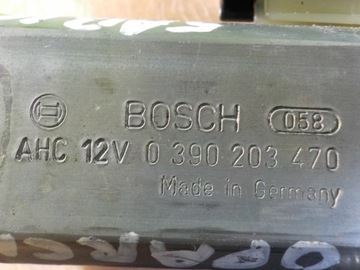 BOSCH 058
AHC 12V 0 390 203 470
Made in Germany